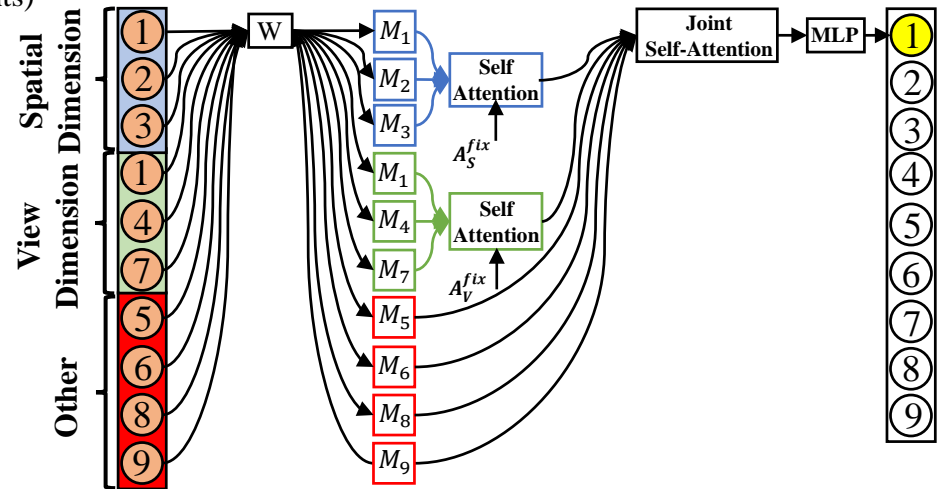 ts)
Spatial
Dimension
1
2
3
View
Dimension
1
4
7
Other
5
6
8
9
W
M₁
M₂
M₃
Self
Attention
A_S^{fix}
M₁
M₄
M₇
Self
Attention
A_V^{fix}
M₅
M₆
M₈
M₉
Joint
Self-Attention
MLP
1
2
3
4
5
6
7
8
9